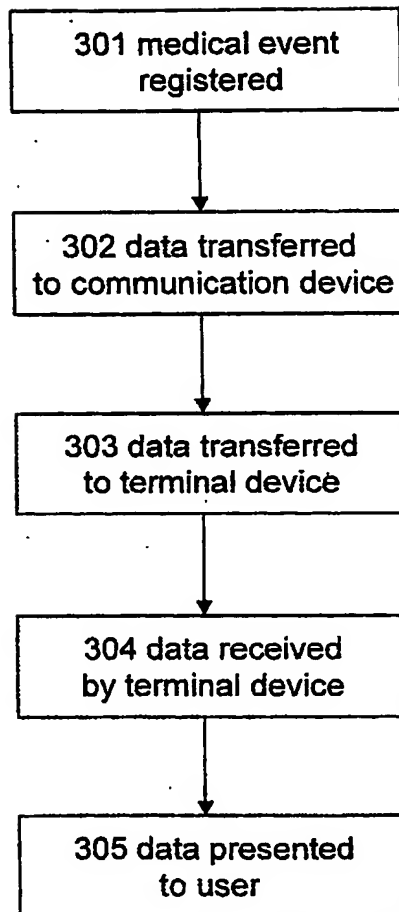 301 medical event
registered
302 data transferred
to communication device
303 data transferred
to terminal device
304 data received
by terminal device
305 data presented
to user